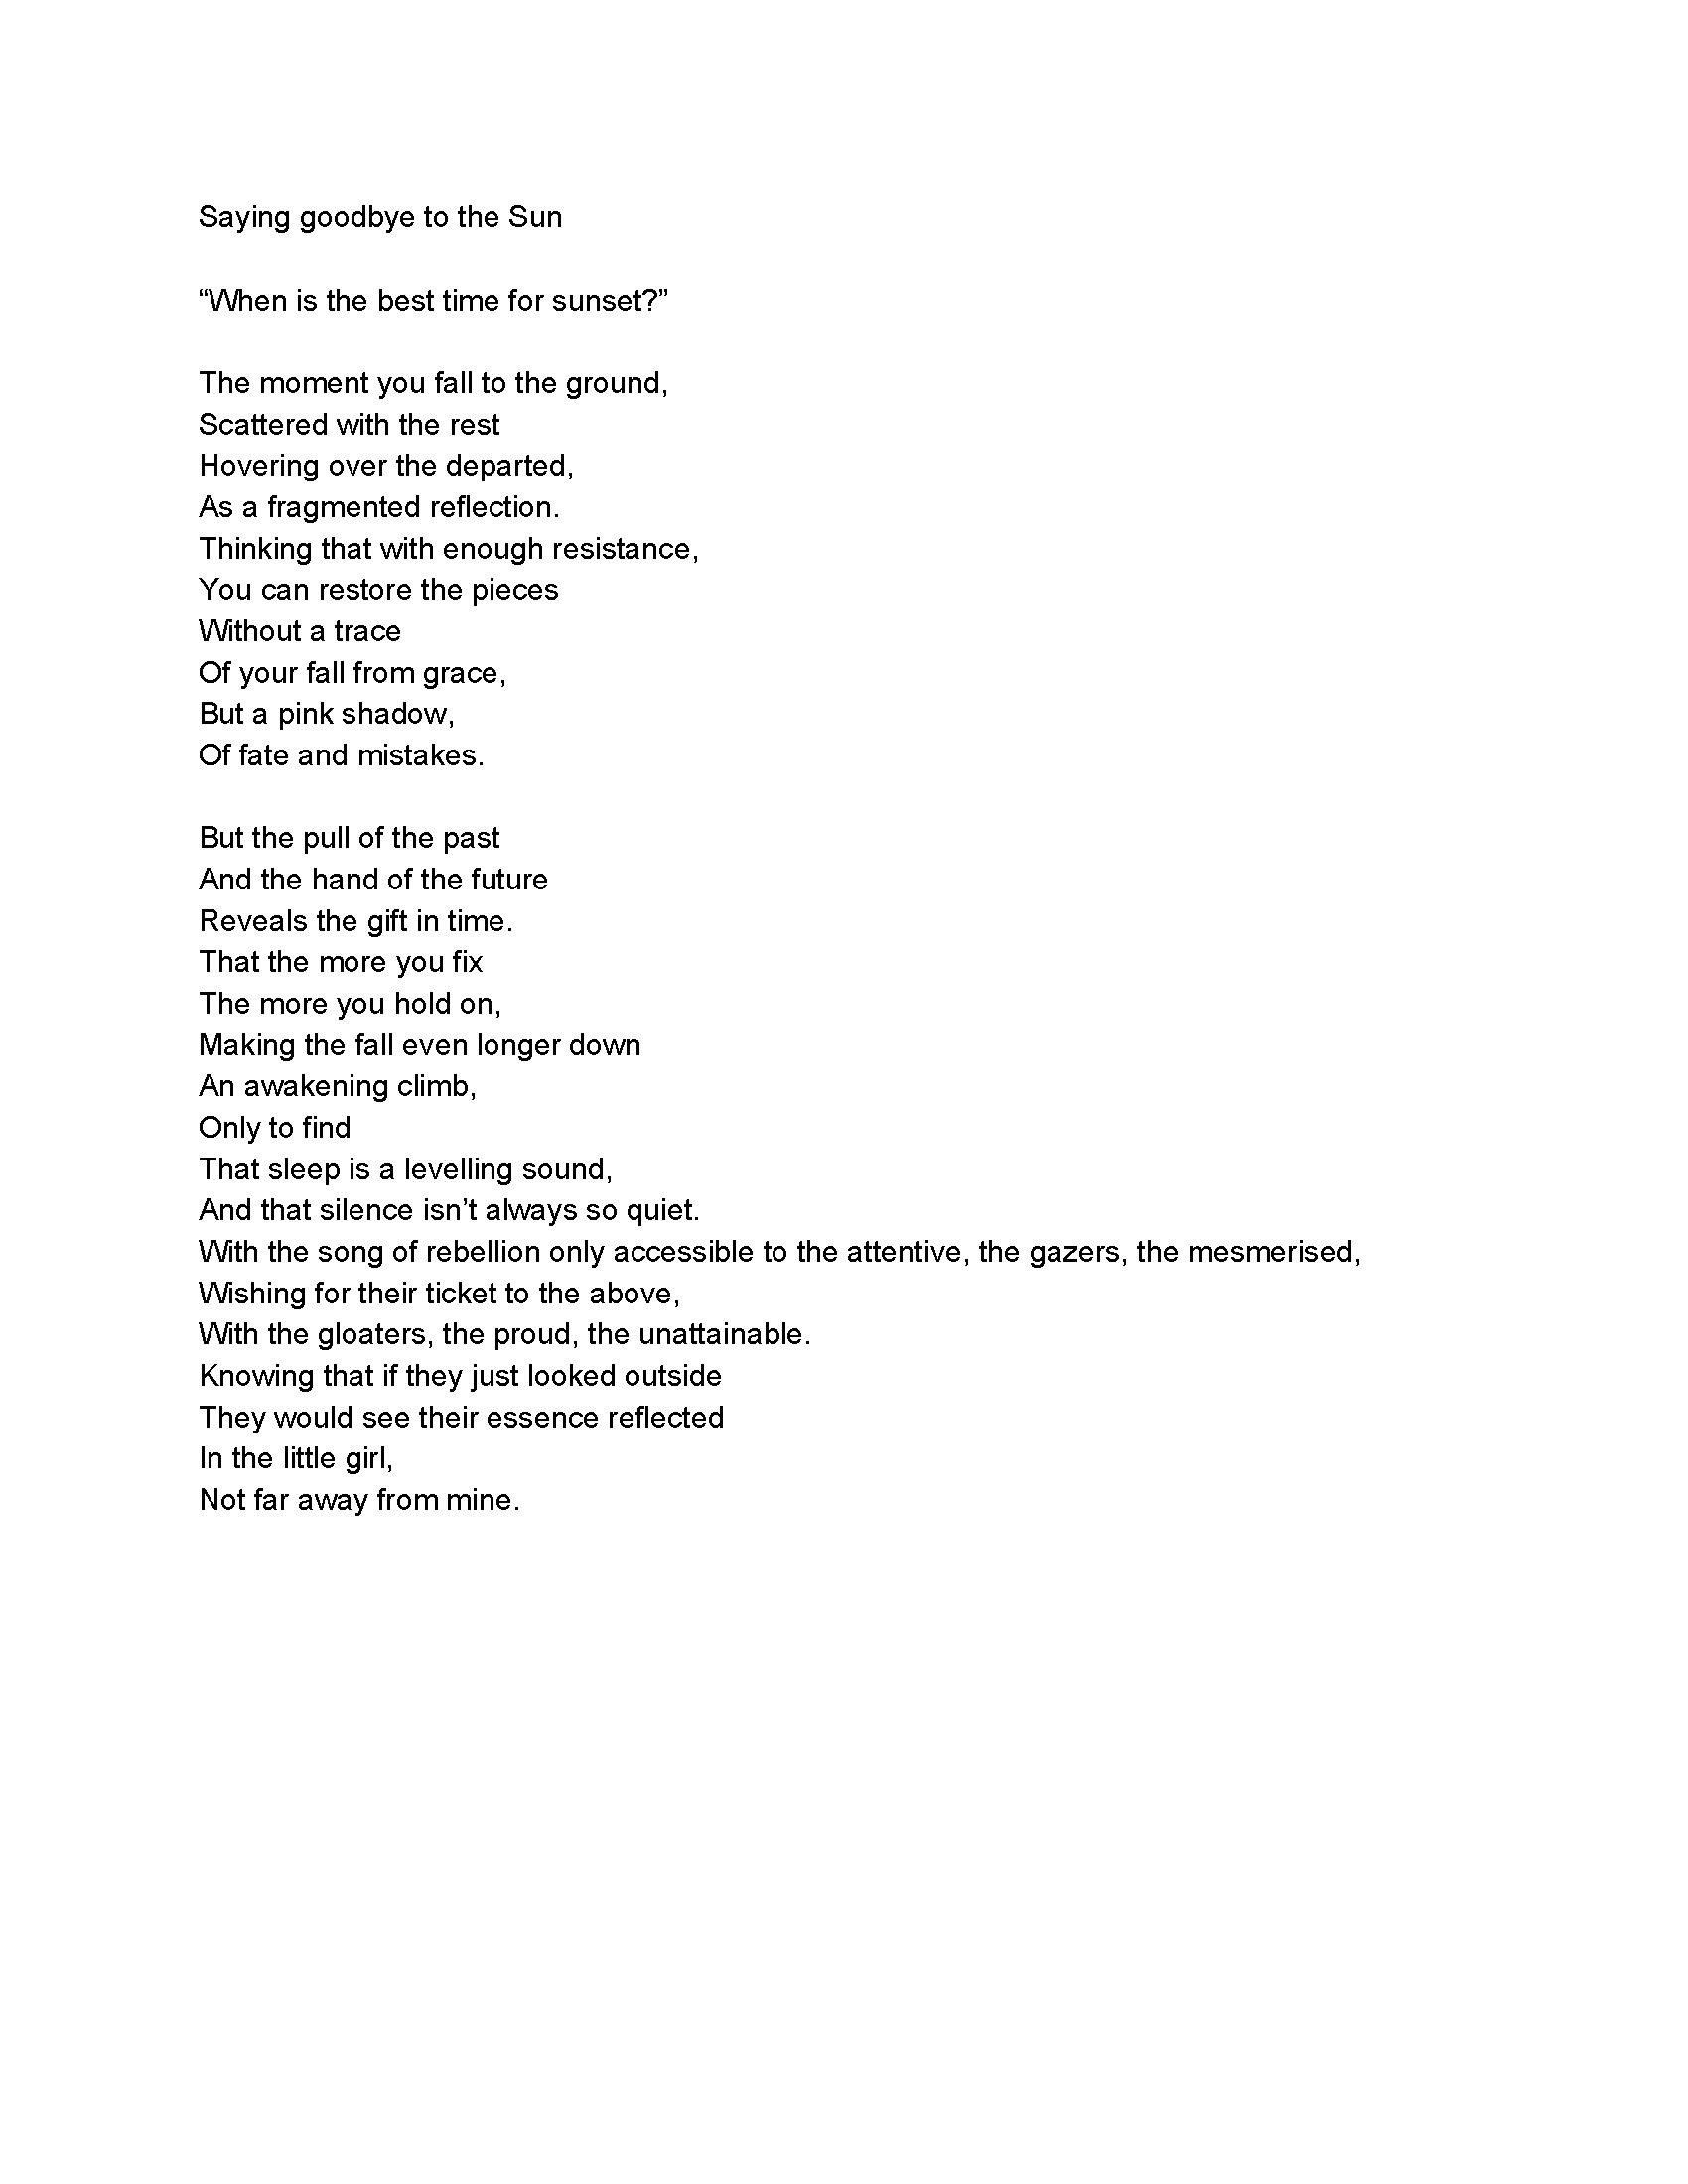 Saying goodbye to the Sun
“When is the best time for sunset?”
The moment you fall to the ground,
Scattered with the rest
Hovering over the departed,
As a fragmented reflection.
Thinking that with enough resistance,
You can restore the pieces
Without a trace
Of your fall from grace,
But a pink shadow,
Of fate and mistakes.
But the pull of the past
And the hand of the future
Reveals the gift in time.
That the more you fix
The more you hold on,
Making the fall even longer down
An awakening climb,
Only to find
That sleep is a levelling sound,
And that silence isn’t always so quiet.
With the song of rebellion only accessible to the attentive, the gazers, the mesmerised,
Wishing for their ticket to the above,
With the gloaters, the proud, the unattainable.
Knowing that if they just looked outside
They would see their essence reflected
In the little girl,
Not far away from mine.